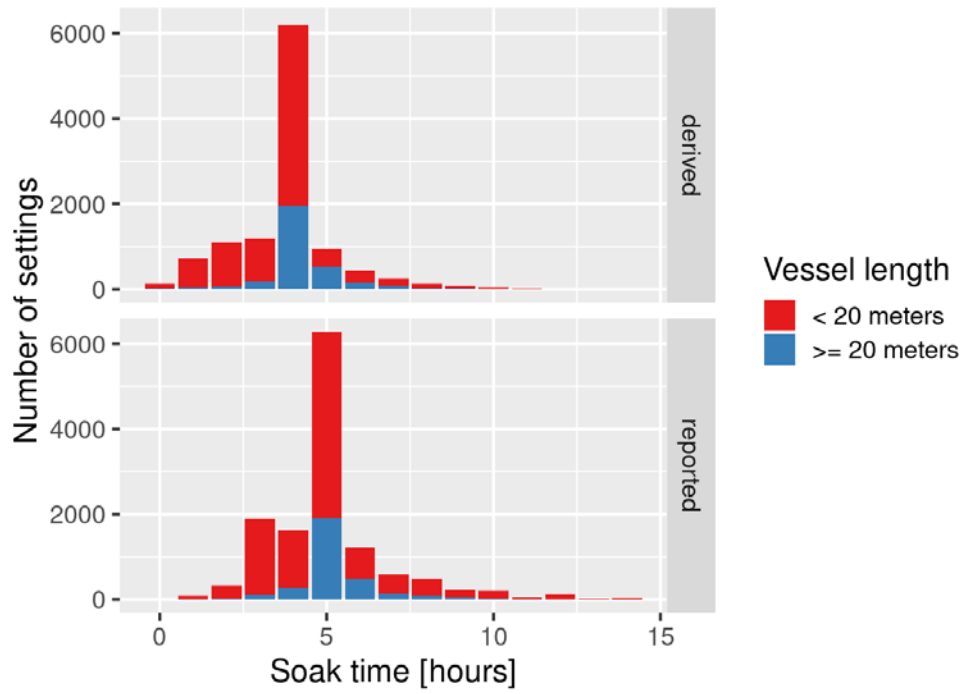 6000
4000
2000
0
derived
6000
4000
2000
0
reported
0
5
10
15
Number of settings
Soak time [hours]
Vessel length
< 20 meters
>= 20 meters